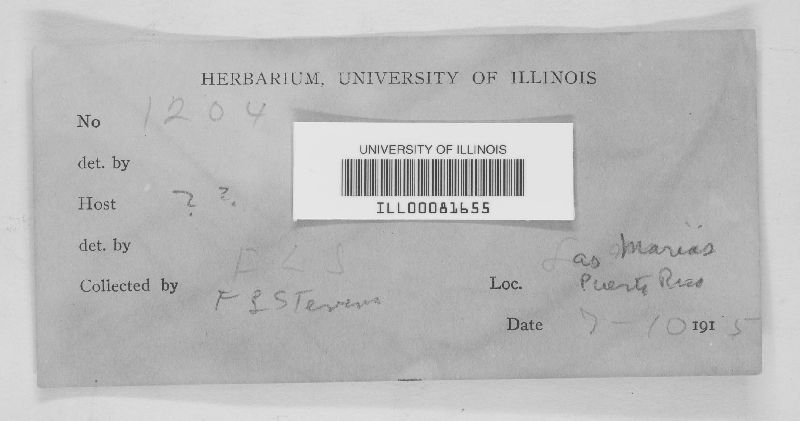 HERBARIUM, UNIVERSITY OF ILLINOIS
No 1204
UNIVERSITY OF ILLINOIS
ILL00081655
det. by
Host ? ?
det. by
F L S
Collected by F L Stevens
Loc. Las Marias
Puerto Rico
Date 7-10 1915